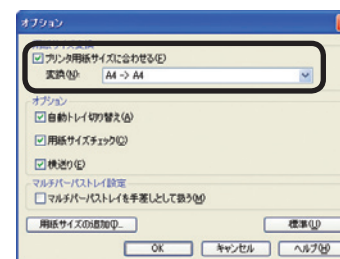 オプション
用紙サイズ変換
プリンタ用紙サイズに合わせる(F)
変換(N): A4 -> A4
オプション
自動トレイ切り替え(A)
用紙サイズチェック(C)
横送り(E)
マルチパーパストレイ設定
マルチパーパストレイを手差しとして扱う(M)
用紙サイズの追加(I)...
標準(U)
OK キャンセル ヘルプ(H)